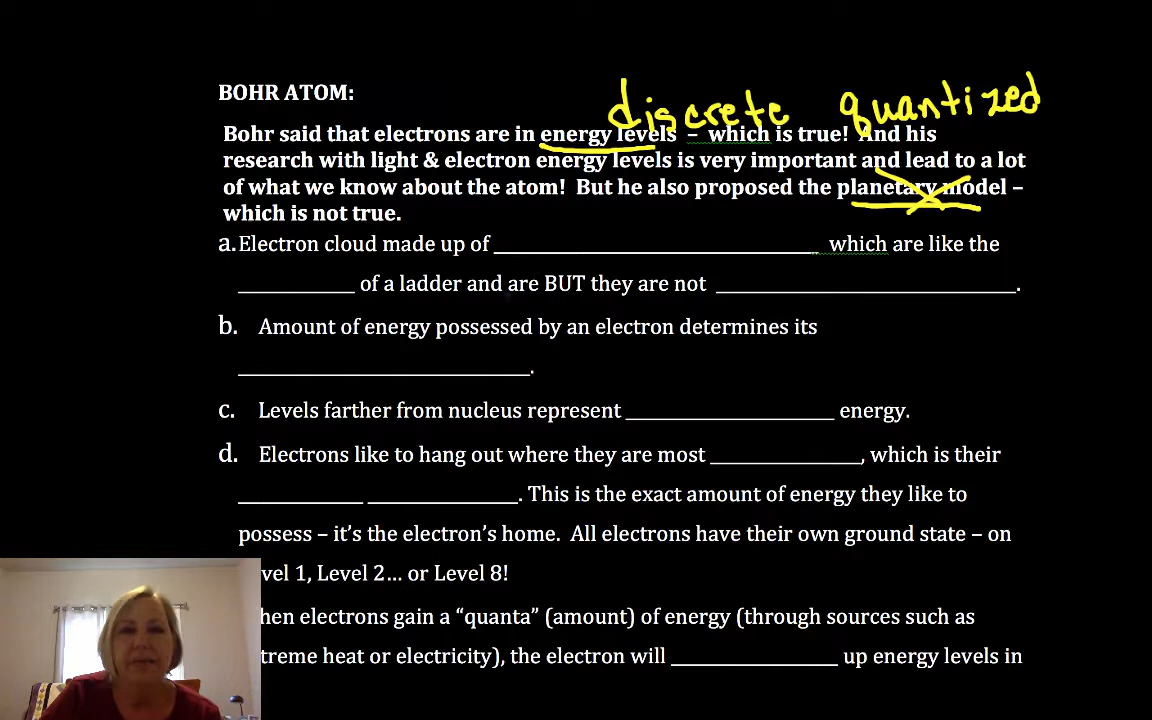 discrete quantized
BOHR ATOM:
Bohr said that electrons are in energy levels – which is true! And his
research with light & electron energy levels is very important and lead to a lot
of what we know about the atom! But he also proposed the planetary model –
which is not true.
a. Electron cloud made up of ______________________________ which are like the
____________ of a ladder and are BUT they are not ______________________________.
b. Amount of energy possessed by an electron determines its
______________________________.
c. Levels farther from nucleus represent ____________________ energy.
d. Electrons like to hang out where they are most _______________, which is their
____________ _______________. This is the exact amount of energy they like to
possess – it’s the electron’s home. All electrons have their own ground state – on
vel 1, Level 2… or Level 8!
hen electrons gain a “quanta” (amount) of energy (through sources such as
treme heat or electricity), the electron will ________________ up energy levels in